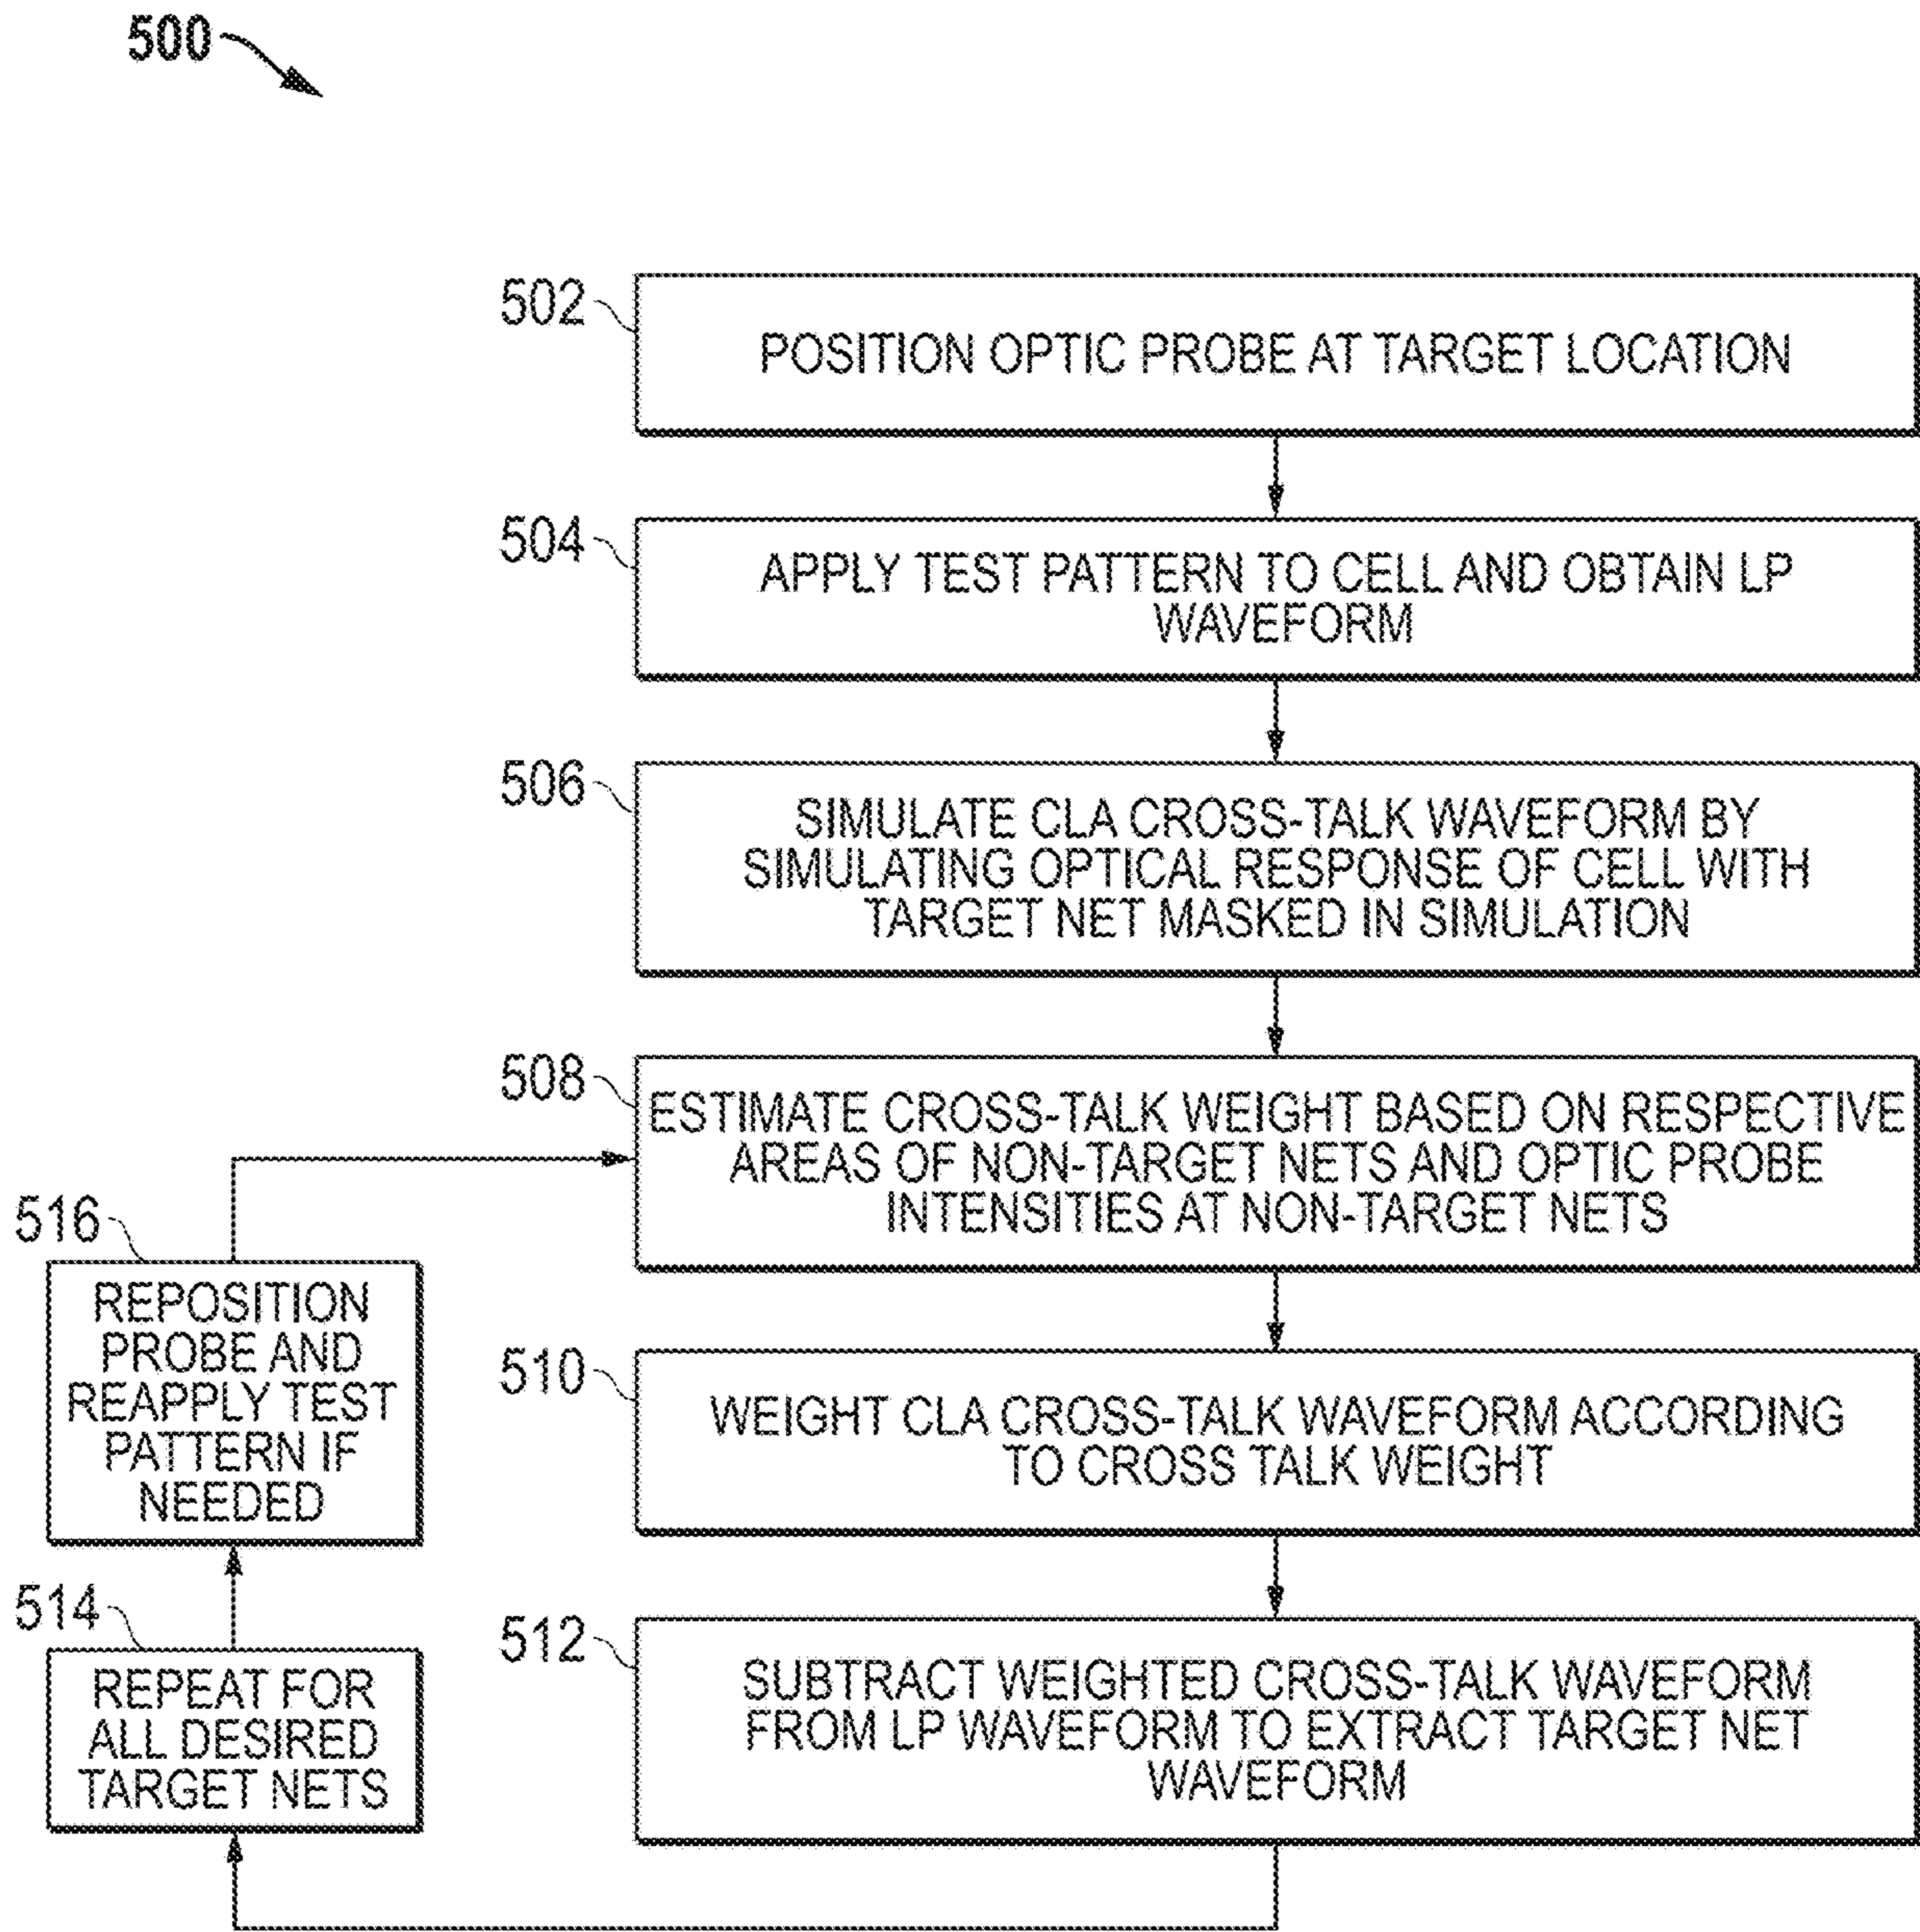 500
502
POSITION OPTIC PROBE AT TARGET LOCATION
504
APPLY TEST PATTERN TO CELL AND OBTAIN LP
WAVEFORM
506
SIMULATE CLA CROSS-TALK WAVEFORM BY
SIMULATING OPTICAL RESPONSE OF CELL WITH
TARGET NET MASKED IN SIMULATION
508
ESTIMATE CROSS-TALK WEIGHT BASED ON RESPECTIVE
AREAS OF NON-TARGET NETS AND OPTIC PROBE
INTENSITIES AT NON-TARGET NETS
510
WEIGHT CLA CROSS-TALK WAVEFORM ACCORDING
TO CROSS TALK WEIGHT
512
SUBTRACT WEIGHTED CROSS-TALK WAVEFORM
FROM LP WAVEFORM TO EXTRACT TARGET NET
WAVEFORM
514
REPEAT FOR
ALL DESIRED
TARGET NETS
516
REPOSITION
PROBE AND
REAPPLY TEST
PATTERN IF
NEEDED